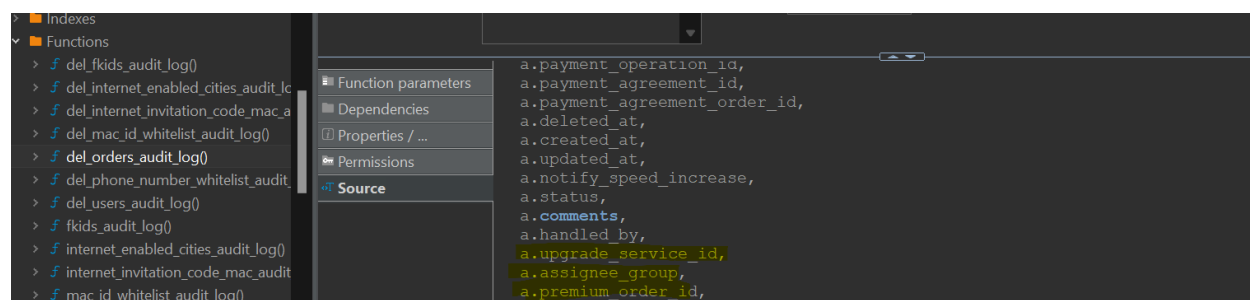 Indexes
Functions
del_fkids_audit_log()
del_internet_enabled_cities_audit_lo
del_internet_invitation_code_mac_a
del_mac_id_whitelist_audit_log()
del_orders_audit_log()
del_phone_number_whitelist_audit_
del_users_audit_log()
fkids_audit_log()
internet_enabled_cities_audit_log()
internet_invitation_code_mac_audit
mac_id_whitelist_audit_log()
Function parameters
Dependencies
Properties / ...
Permissions
Source
a.payment_operation_id,
a.payment_agreement_id,
a.payment_agreement_order_id,
a.deleted_at,
a.created_at,
a.updated_at,
a.notify_speed_increase,
a.status,
a.comments,
a.handled_by,
a.upgrade_service_id,
a.assignee_group,
a.premium_order_id,